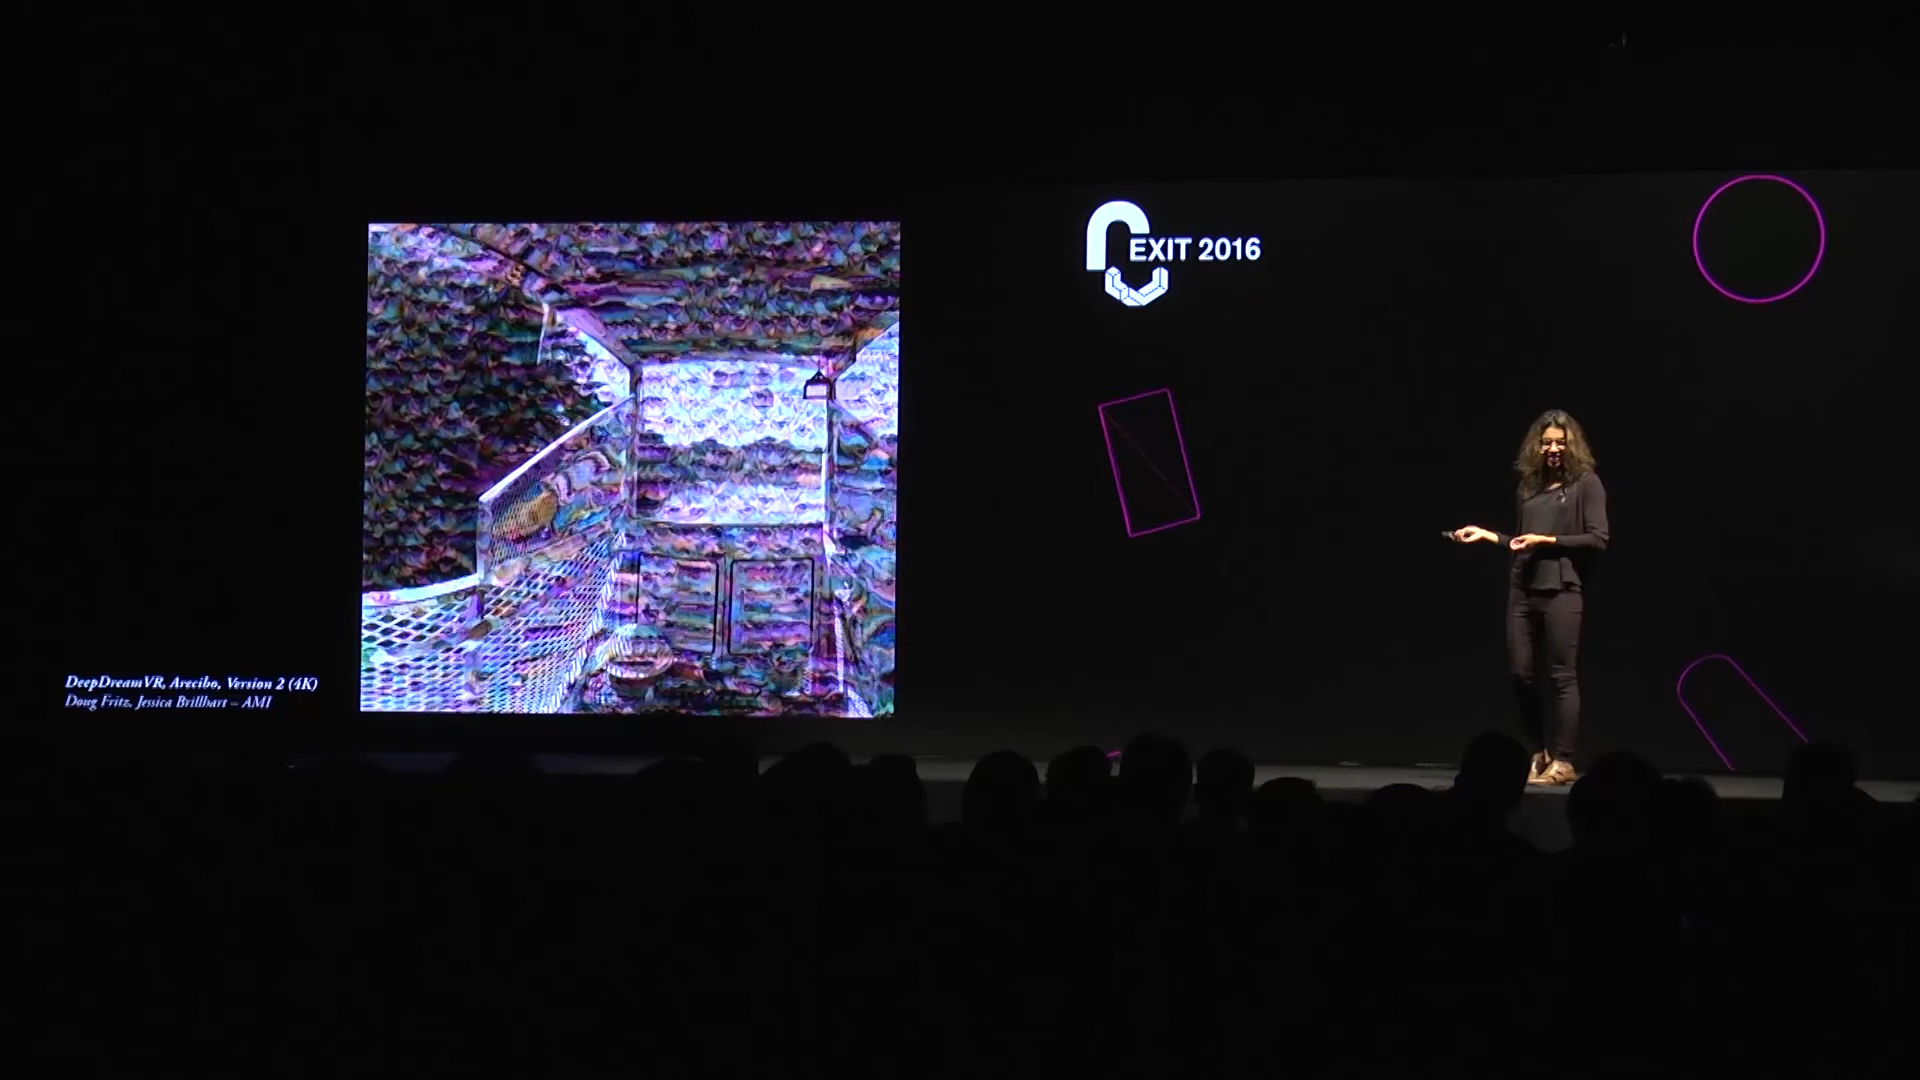 EXIT 2016
DeepDreamVR, Arecibo, Version 2 (4K)
Doug Fritz, Jessica Brillhart – AMI